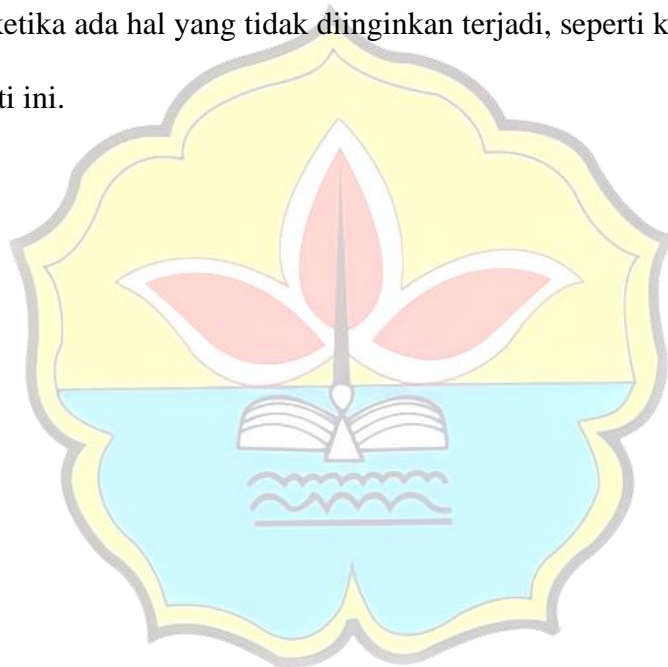 ketika ada hal yang tidak diinginkan terjadi, seperti k
ti ini.